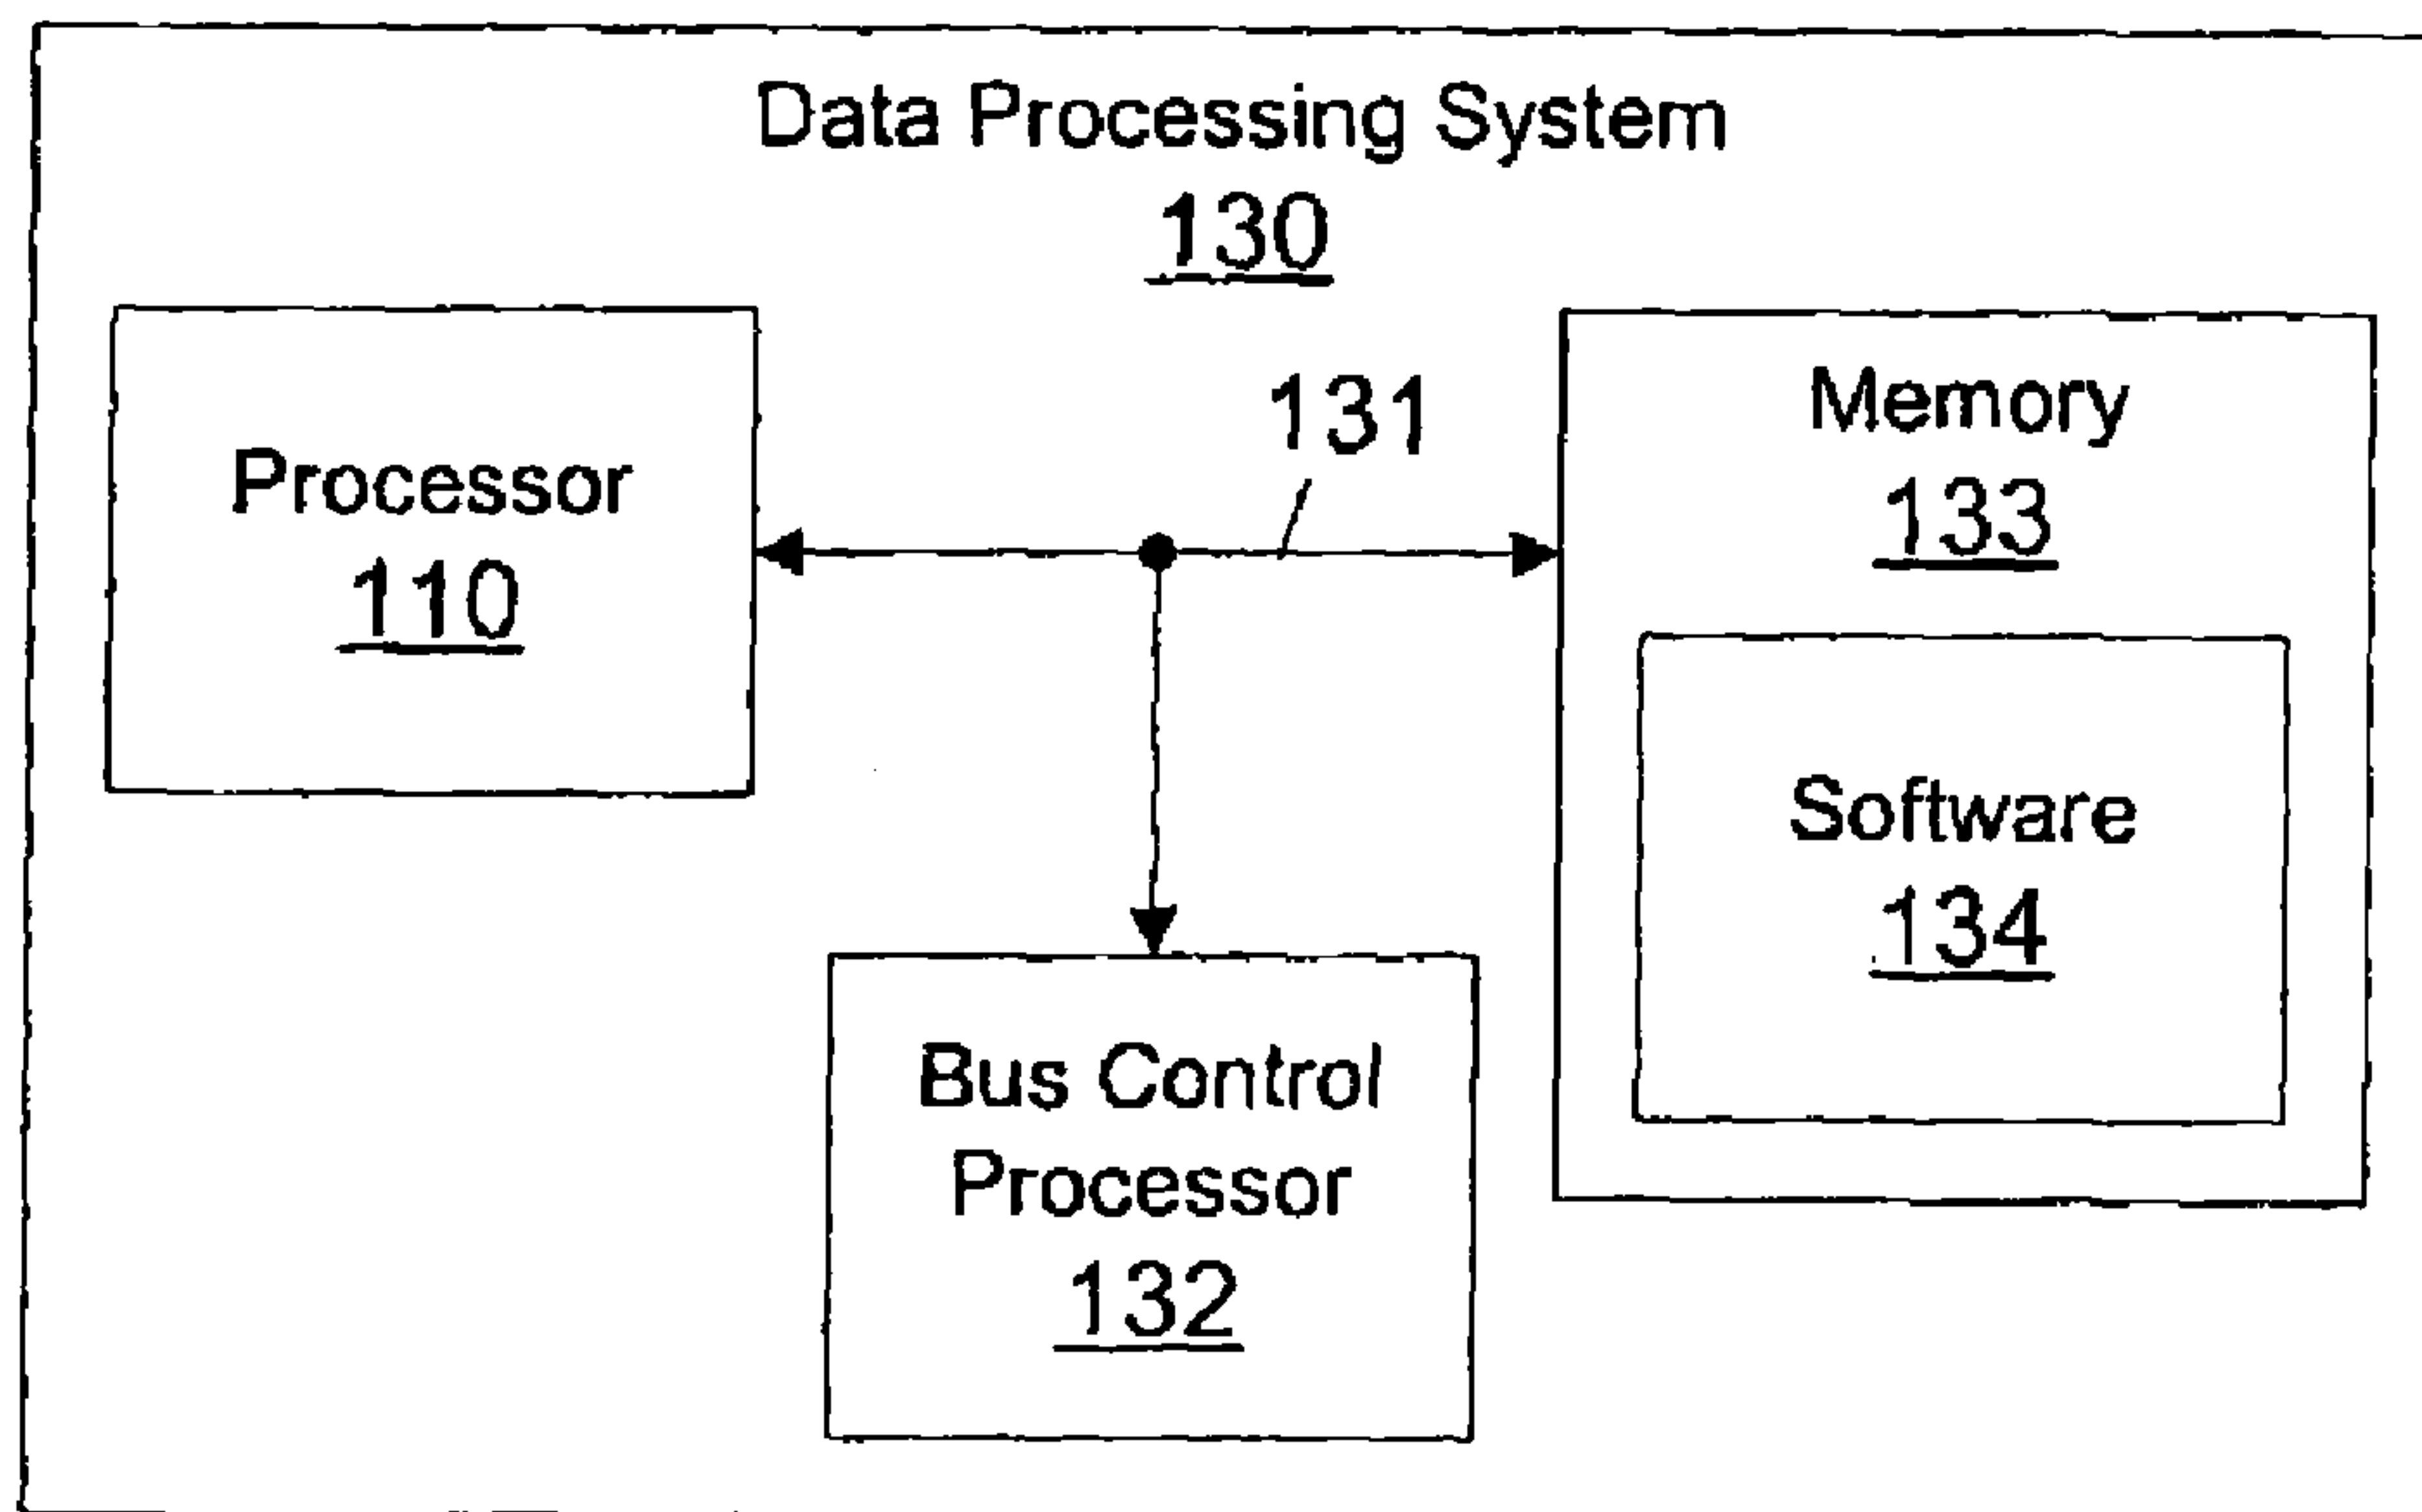 Data Processing System
130
Processor
110
131
Memory
133
Software
134
Bus Control
Processor
132